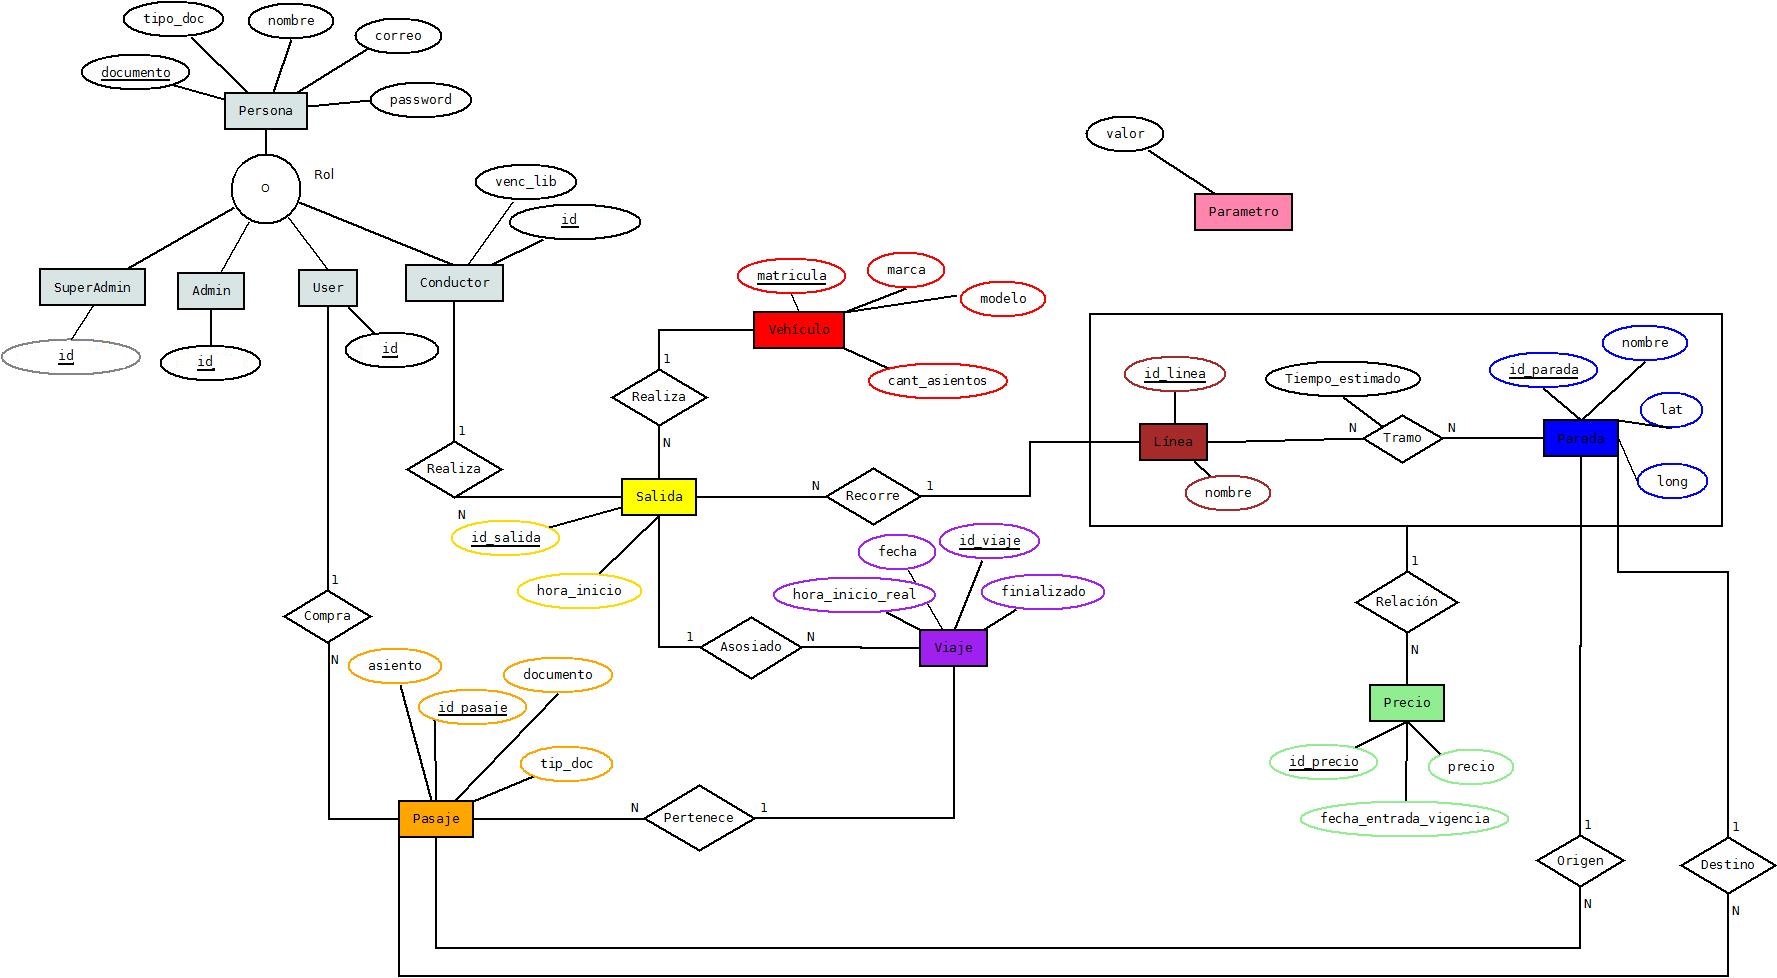 tipo_doc
nombre
correo
documento
password
Persona
valor
O
Rol
venc_lib
id
Parametro
SuperAdmin
Admin
User
Conductor
matricula
marca
modelo
Vehículo
id
id
id
1
cant_asientos
Realiza
id_linea
Tiempo_estimado
id_parada
nombre
lat
1
N
N
N
Línea
Tramo
Parada
Realiza
N
Recorre
1
nombre
long
Salida
N
id_salida
fecha
id_viaje
1
hora_inicio
hora_inicio_real
finializado
1
Compra
Relación
1
Asosiado
N
Viaje
N
N
asiento
documento
id_pasaje
Precio
tip_doc
id_precio
precio
Pasaje
N
Pertenece
1
fecha_entrada_vigencia
1
1
Origen
Destino
N
N